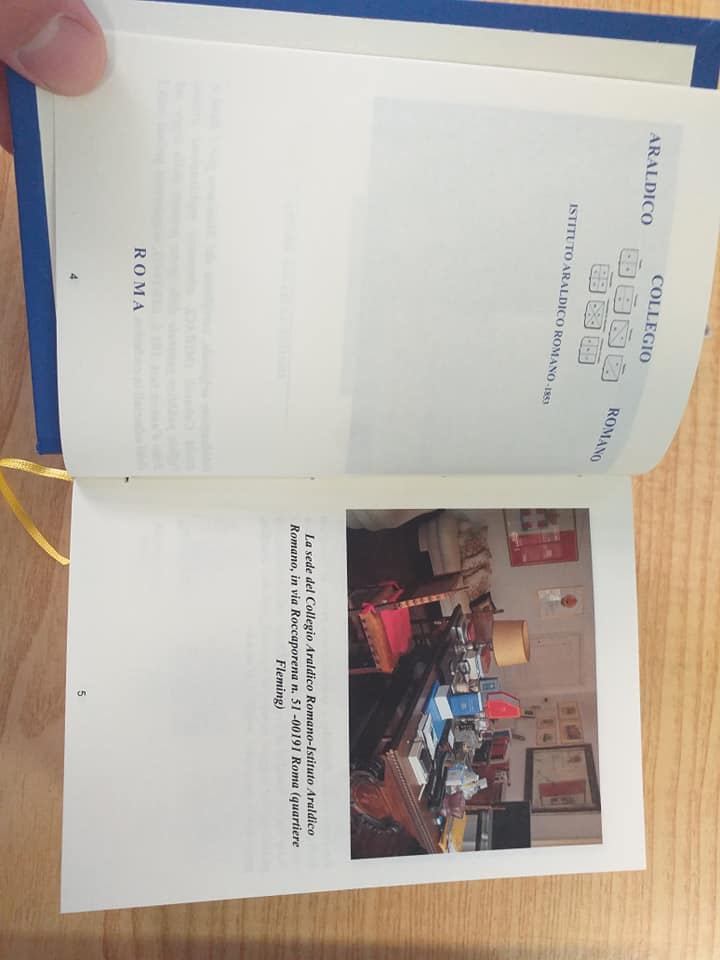 ARALDICO COLLEGIO ROMANO
ISTITUTO ARALDICO ROMANO -1853
ROMA
4
La sede del Collegio Araldico Romano-Istituto Araldico
Romano, in via Roccaporena n. 51 -00191 Roma (quartiere
Fleming)
5